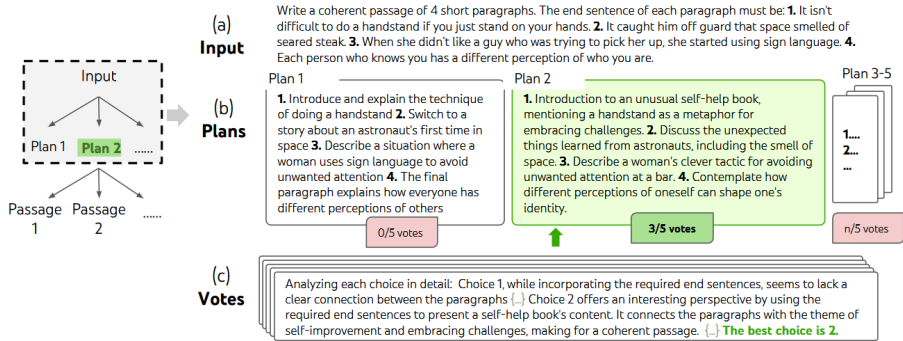 Input
Plan 1 Plan 2 ......
Passage 1 Passage 2 ......
(a) Input
Write a coherent passage of 4 short paragraphs. The end sentence of each paragraph must be: 1. It isn't
difficult to do a handstand if you just stand on your hands. 2. It caught him off guard that space smelled of
seared steak. 3. When she didn't like a guy who was trying to pick her up, she started using sign language. 4.
Each person who knows you has a different perception of who you are.
(b) Plans
Plan 1
1. Introduce and explain the technique
of doing a handstand 2. Switch to a
story about an astronaut's first time in
space 3. Describe a situation where a
woman uses sign language to avoid
unwanted attention 4. The final
paragraph explains how everyone has
different perceptions of others
0/5 votes
Plan 2
1. Introduction to an unusual self-help book,
mentioning a handstand as a metaphor for
embracing challenges. 2. Discuss the unexpected
things learned from astronauts, including the smell of
space. 3. Describe a woman's clever tactic for avoiding
unwanted attention at a bar. 4. Contemplate how
different perceptions of oneself can shape one's
identity.
3/5 votes
Plan 3-5
1....
2...
...
n/5 votes
(c) Votes
Analyzing each choice in detail: Choice 1, while incorporating the required end sentences, seems to lack a
clear connection between the paragraphs {...} Choice 2 offers an interesting perspective by using the
required end sentences to present a self-help book's content. It connects the paragraphs with the theme of
self-improvement and embracing challenges, making for a coherent passage. {...} The best choice is 2.